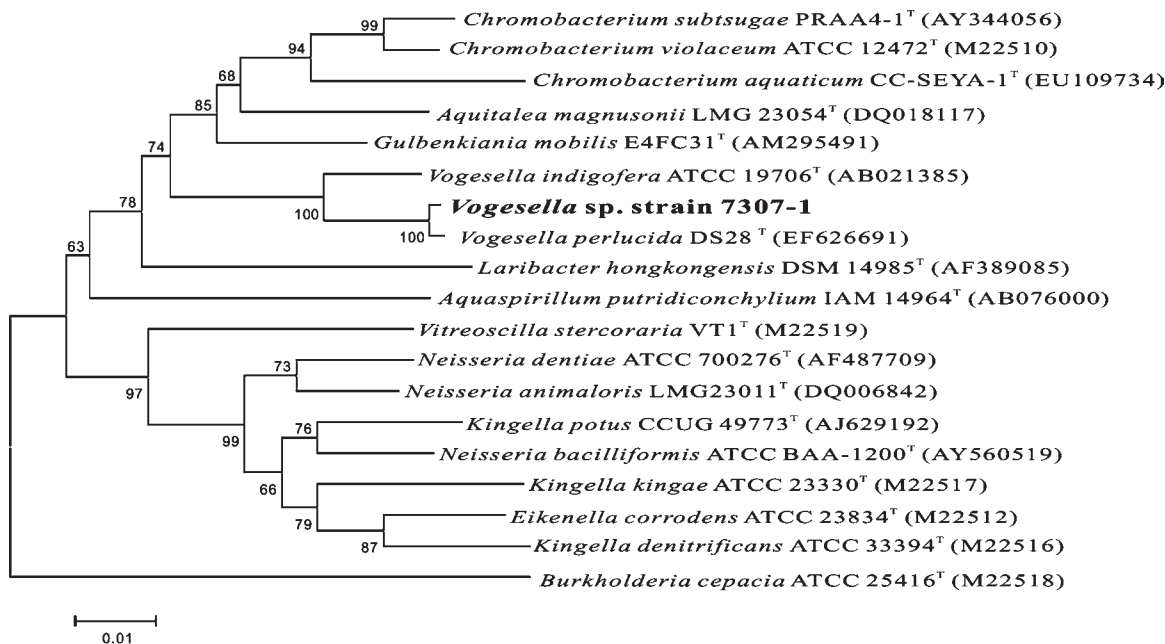 99 Chromobacterium subtsugae PRAA4-1ᵀ (AY344056)
94 Chromobacterium violaceum ATCC 12472ᵀ (M22510)
68 Chromobacterium aquaticum CC-SEYA-1ᵀ (EU109734)
85 Aquitalea magnusonii LMG 23054ᵀ (DQ018117)
74 Gulbenkiania mobilis E4FC31ᵀ (AM295491)
Vogesella indigofera ATCC 19706ᵀ (AB021385)
78 100 Vogesella sp. strain 7307-1
100 Vogesella perlucida DS28 ᵀ (EF626691)
63 Laribacter hongkongensis DSM 14985ᵀ (AF389085)
Aquaspirillum putridiconchylium IAM 14964ᵀ (AB076000)
Vitreoscilla stercoraria VT1ᵀ (M22519)
73 Neisseria dentiae ATCC 700276ᵀ (AF487709)
97 Neisseria animaloris LMG23011ᵀ (DQ006842)
76 Kingella potus CCUG 49773ᵀ (AJ629192)
99 Neisseria bacilliformis ATCC BAA-1200ᵀ (AY560519)
66 Kingella kingae ATCC 23330ᵀ (M22517)
79 Eikenella corrodens ATCC 23834ᵀ (M22512)
87 Kingella denitrificans ATCC 33394ᵀ (M22516)
Burkholderia cepacia ATCC 25416ᵀ (M22518)
0.01